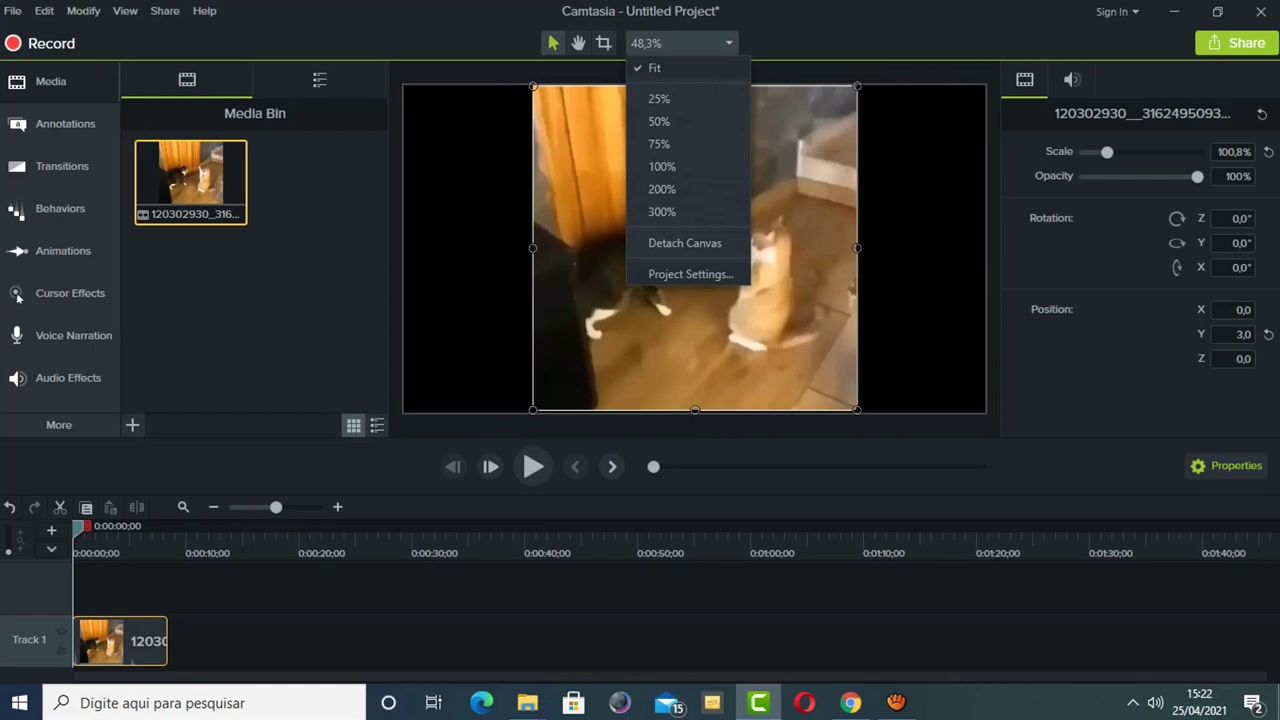 File Edit Modify View Share Help
Camtasia - Untitled Project*
Sign In
Record
48,3%
Share
Media
Annotations
Transitions
Behaviors
Animations
Cursor Effects
Voice Narration
Audio Effects
More
Media Bin
120302930_316...
Fit
25%
50%
75%
100%
200%
300%
Detach Canvas
Project Settings...
120302930__3162495093...
Scale 100,8%
Opacity 100%
Rotation: Z 0,0°
Y 0,0°
X 0,0°
Position: X 0,0
Y 3,0
Z 0,0
Properties
0:00:00;00
0:00:00;00 0:00:10;00 0:00:20;00 0:00:30;00 0:00:40;00 0:00:50;00 0:01:00;00 0:01:10;00 0:01:20;00 0:01:30;00 0:01:40;00
Track 1
12030
Digite aqui para pesquisar
15
15:22
25/04/2021
2